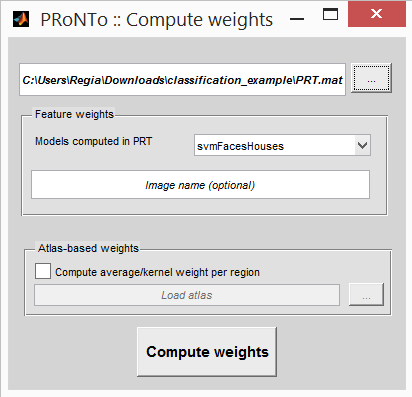 PRoNTo :: Compute weights
C:\Users\Regia\Downloads\classification_example\PRT.mat
...
Feature weights
Models computed in PRT
svmFacesHouses
Image name (optional)
Atlas-based weights
Compute average/kernel weight per region
Load atlas
...
Compute weights